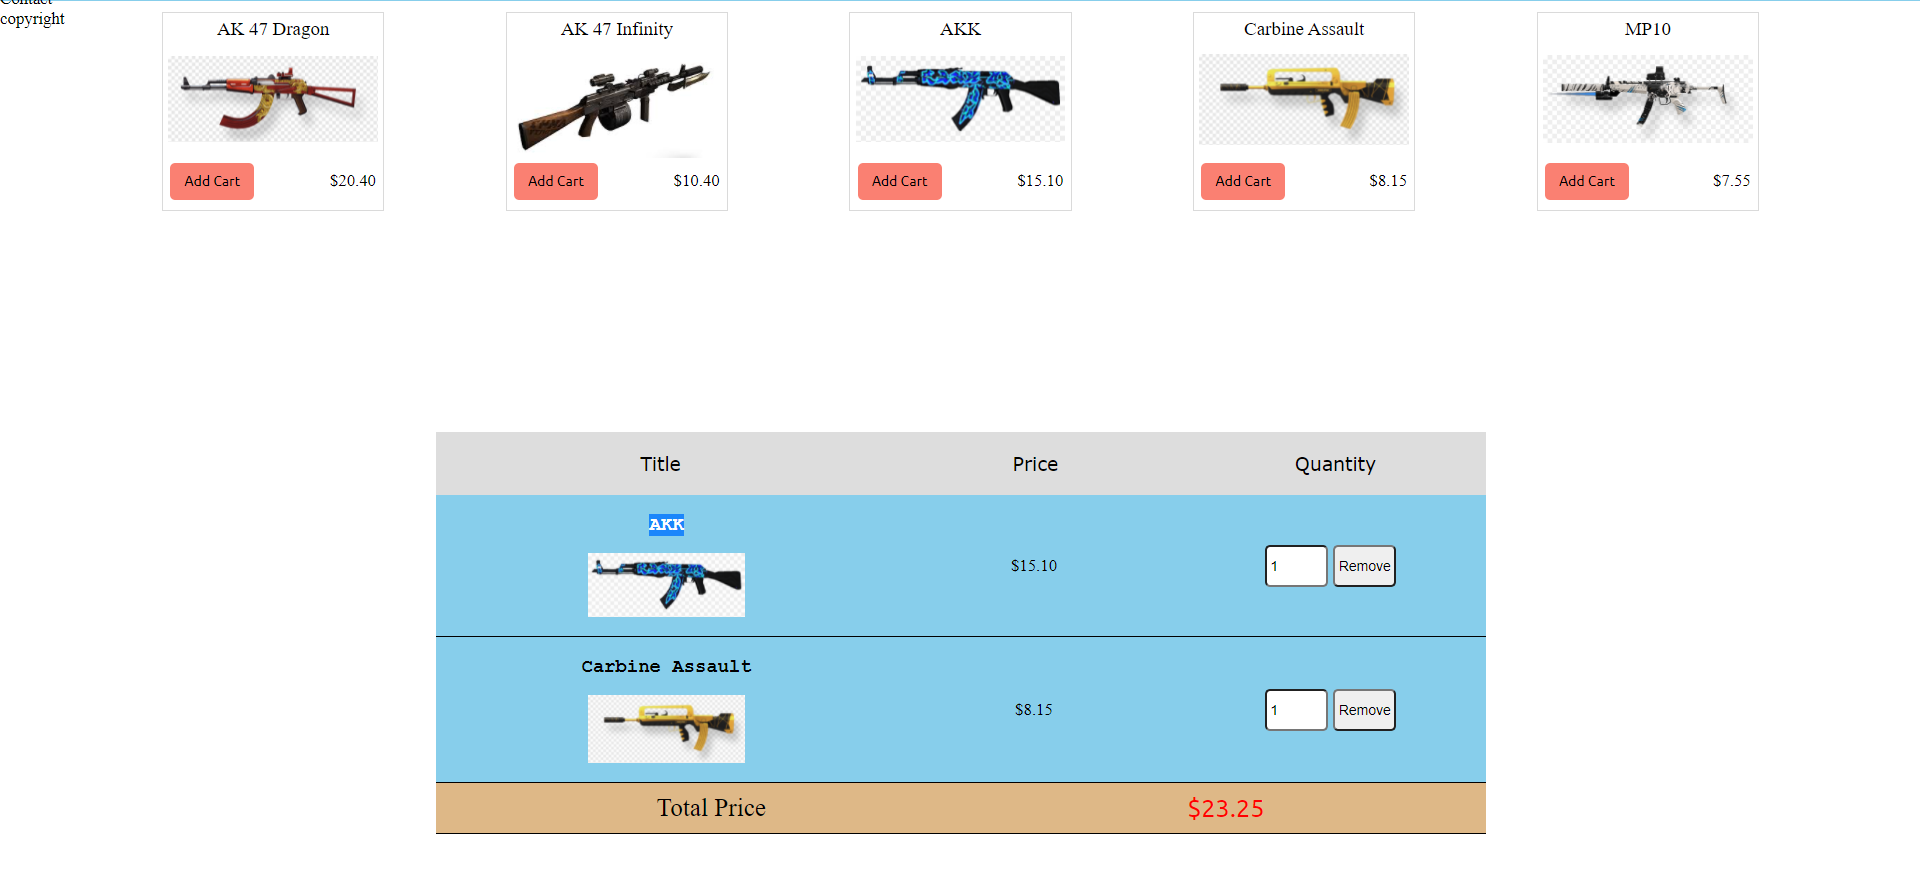 Contact
copyright
AK 47 Dragon
Add Cart $20.40
AK 47 Infinity
Add Cart $10.40
AKK
Add Cart $15.10
Carbine Assault
Add Cart $8.15
MP10
Add Cart $7.55
Title Price Quantity
AKK
$15.10 1 Remove
Carbine Assault
$8.15 1 Remove
Total Price $23.25